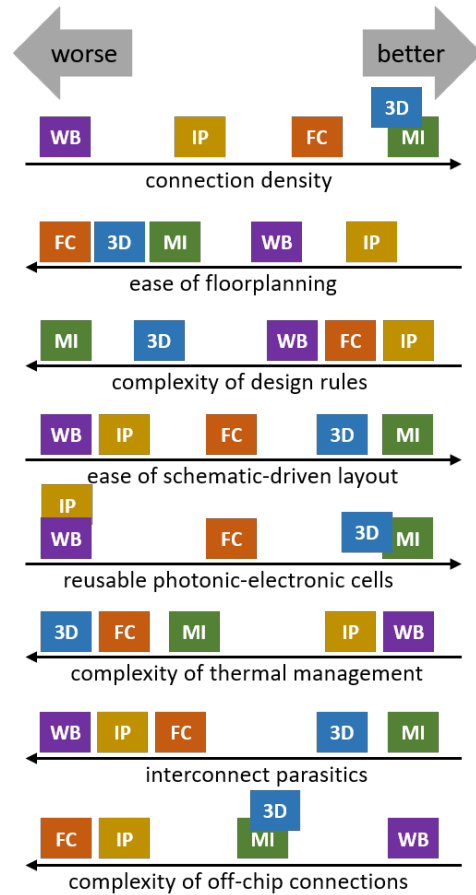 worse better
3D
WB IP FC MI
connection density
FC 3D MI WB IP
ease of floorplanning
MI 3D WB FC IP
complexity of design rules
WB IP FC 3D MI
ease of schematic-driven layout
IP
WB FC 3D MI
reusable photonic-electronic cells
3D FC MI IP WB
complexity of thermal management
WB IP FC 3D MI
interconnect parasitics
3D
FC IP MI WB
complexity of off-chip connections